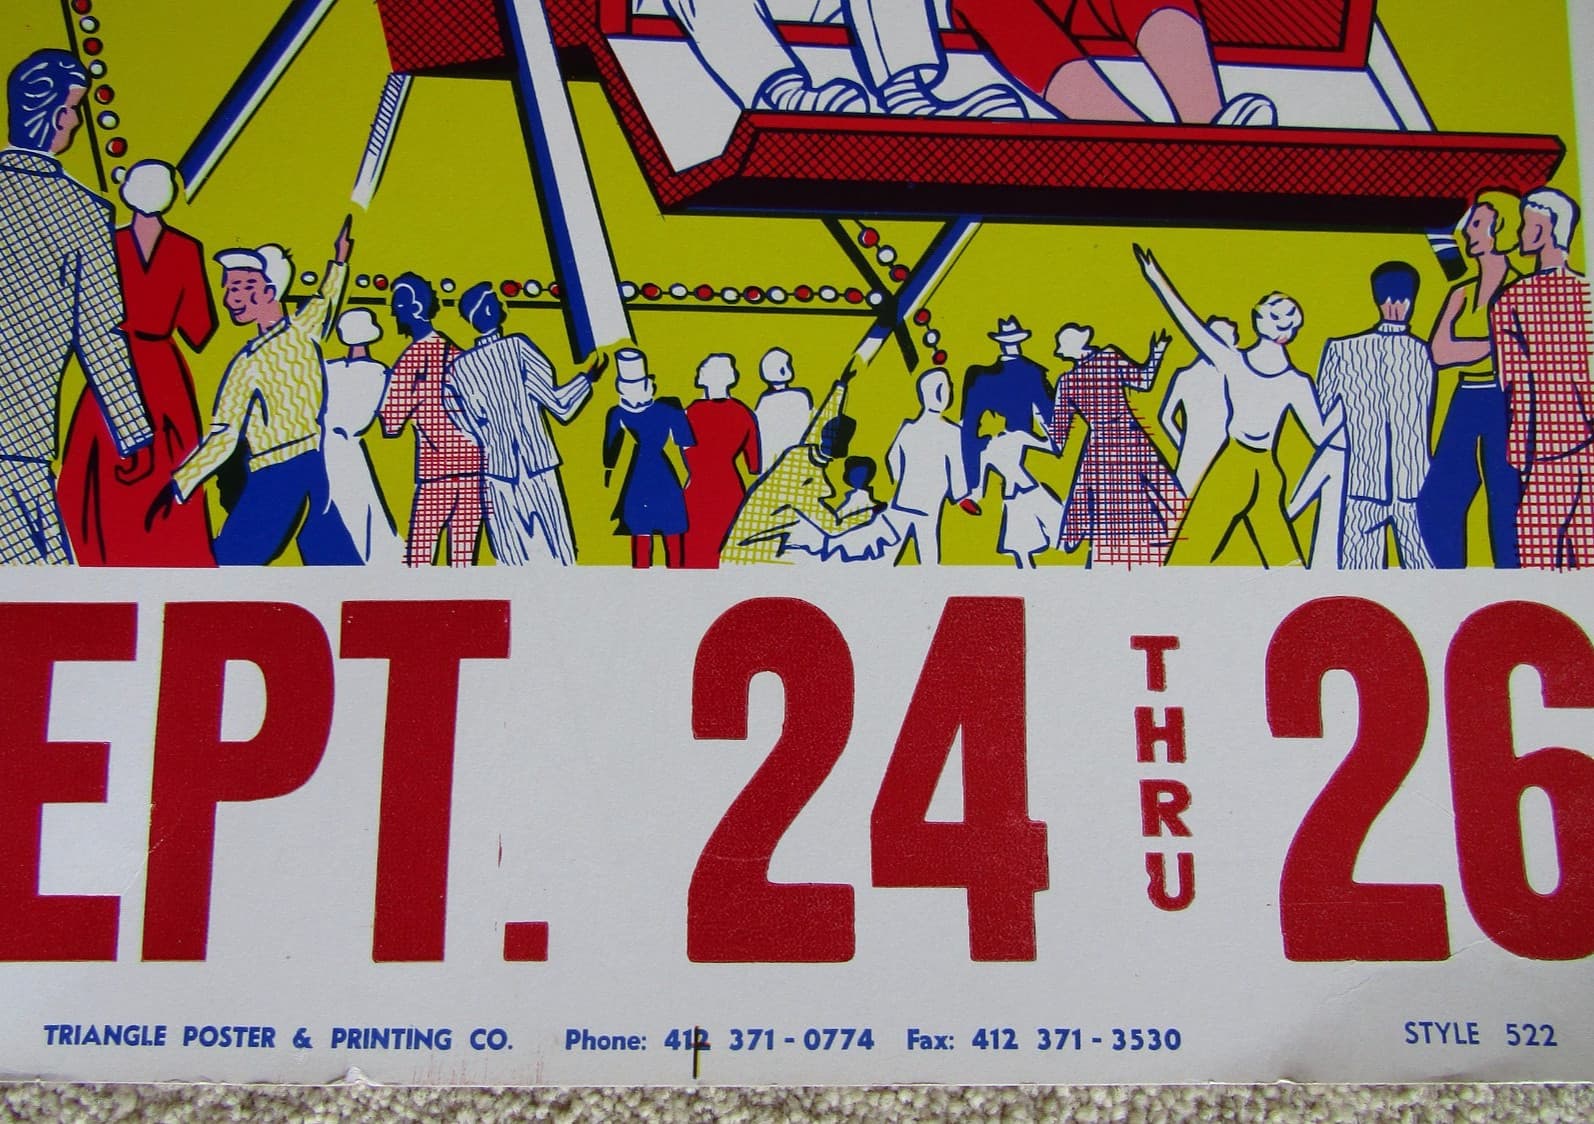 EPT. 24 THRU 26
TRIANGLE POSTER & PRINTING CO. Phone: 412 371-0774 Fax: 412 371-3530 STYLE 522